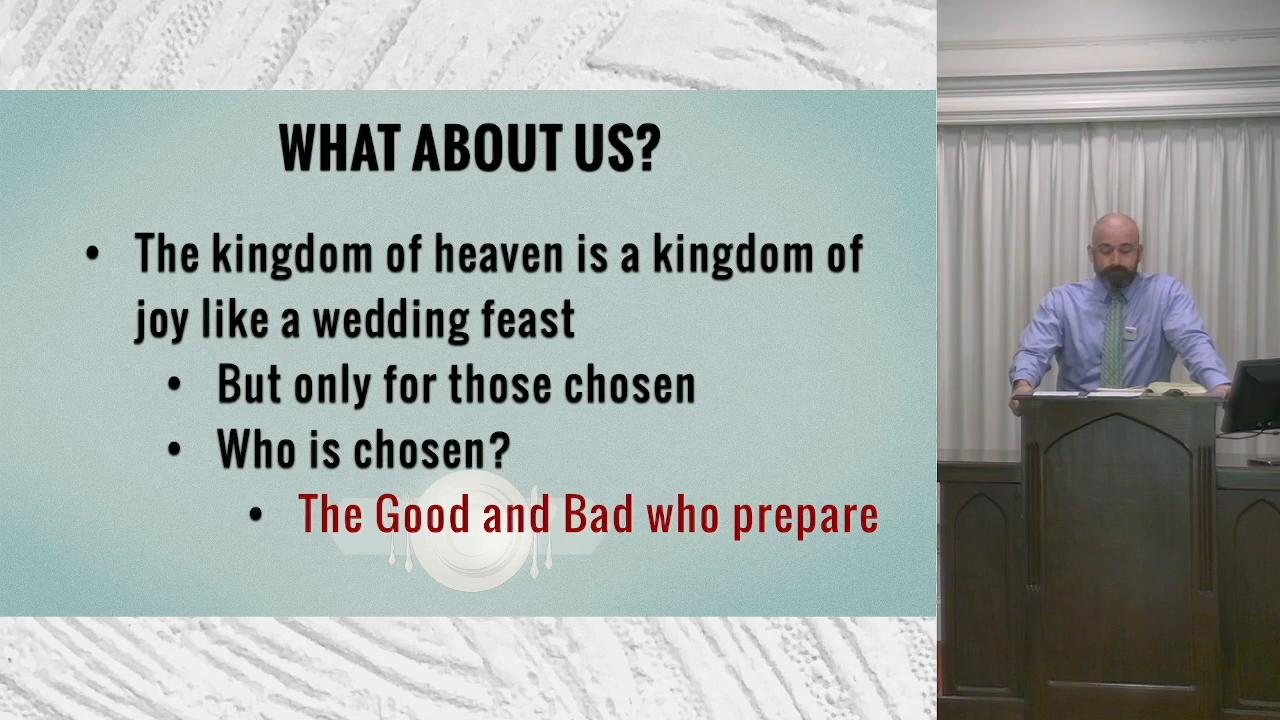 WHAT ABOUT US?
• The kingdom of heaven is a kingdom of
joy like a wedding feast
• But only for those chosen
• Who is chosen?
• The Good and Bad who prepare